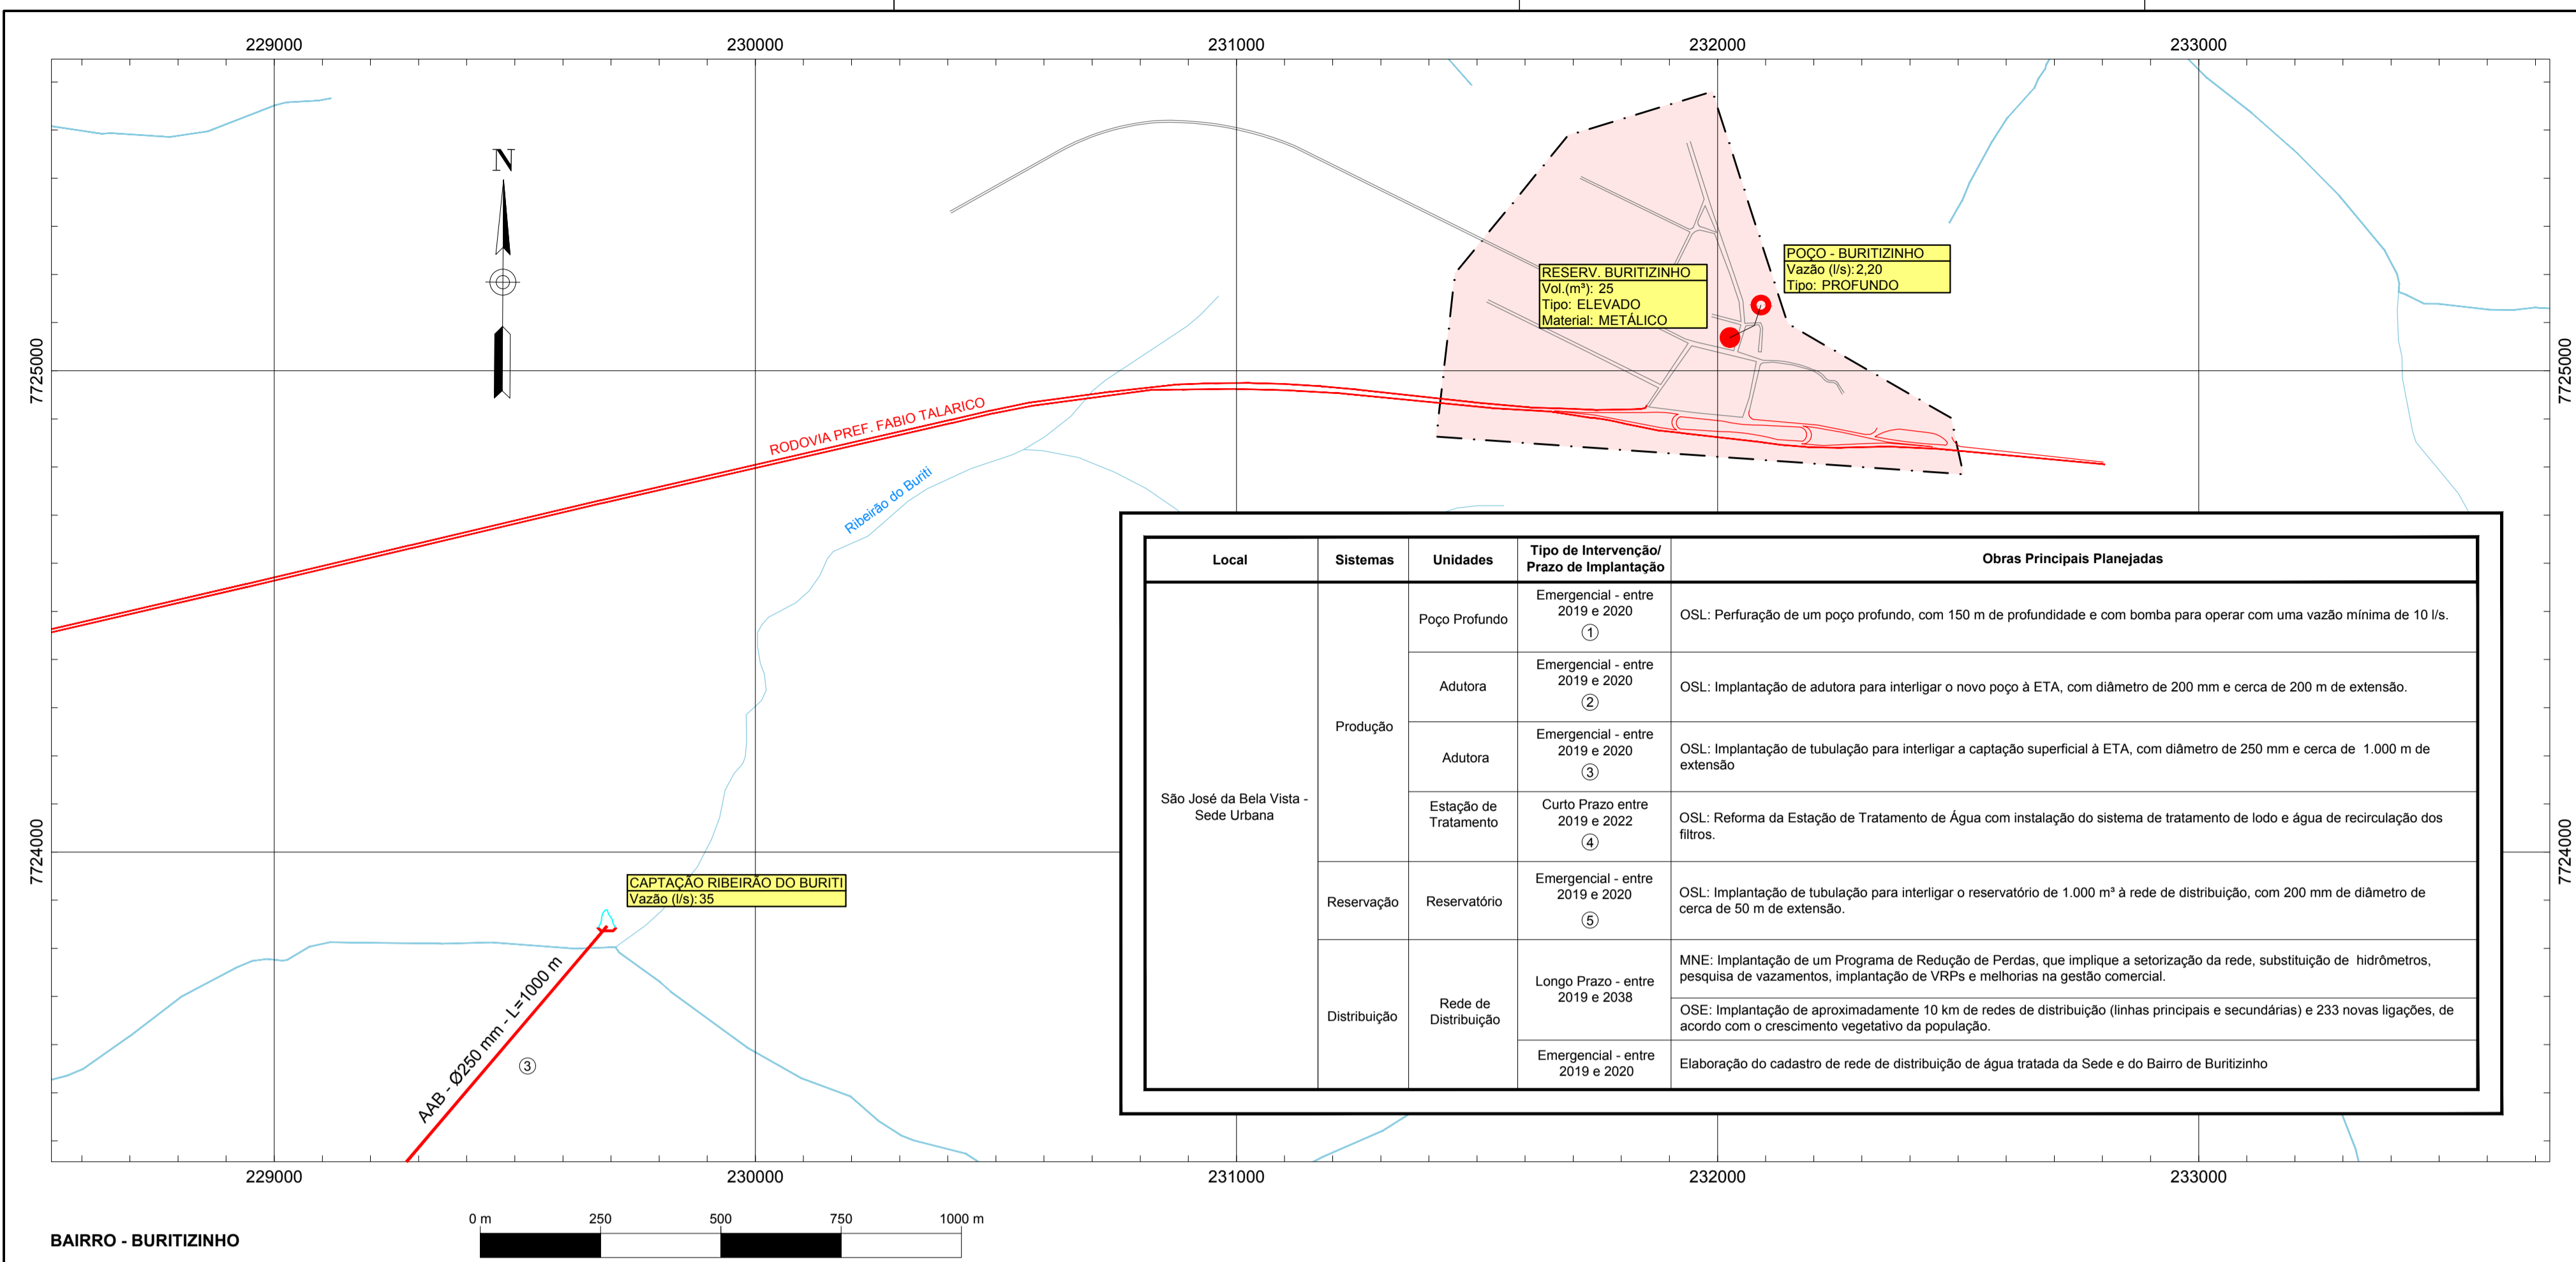 229000
230000
231000
232000
233000
N
7725000
7725000
7724000
7724000
RODOVIA PREF. FABIO TALARICO
Ribeirão do Buriti
RESERV. BURITIZINHO
Vol.(m³): 25
Tipo: ELEVADO
Material: METÁLICO
POÇO - BURITIZINHO
Vazão (l/s): 2,20
Tipo: PROFUNDO
CAPTAÇÃO RIBEIRÃO DO BURITI
Vazão (l/s): 35
AAB - Ø250 mm - L=1000 m
3
Local
Sistemas
Unidades
Tipo de Intervenção/
Prazo de Implantação
Obras Principais Planejadas
São José da Bela Vista -
Sede Urbana
Produção
Poço Profundo
Emergencial - entre
2019 e 2020
1
OSL: Perfuração de um poço profundo, com 150 m de profundidade e com bomba para operar com uma vazão mínima de 10 l/s.
Adutora
Emergencial - entre
2019 e 2020
2
OSL: Implantação de adutora para interligar o novo poço à ETA, com diâmetro de 200 mm e cerca de 200 m de extensão.
Adutora
Emergencial - entre
2019 e 2020
3
OSL: Implantação de tubulação para interligar a captação superficial à ETA, com diâmetro de 250 mm e cerca de 1.000 m de
extensão
Estação de
Tratamento
Curto Prazo entre
2019 e 2022
4
OSL: Reforma da Estação de Tratamento de Água com instalação do sistema de tratamento de lodo e água de recirculação dos
filtros.
Reservação
Reservatório
Emergencial - entre
2019 e 2020
5
OSL: Implantação de tubulação para interligar o reservatório de 1.000 m³ à rede de distribuição, com 200 mm de diâmetro de
cerca de 50 m de extensão.
Distribuição
Rede de
Distribuição
Longo Prazo - entre
2019 e 2038
MNE: Implantação de um Programa de Redução de Perdas, que implique a setorização da rede, substituição de hidrômetros,
pesquisa de vazamentos, implantação de VRPs e melhorias na gestão comercial.
OSE: Implantação de aproximadamente 10 km de redes de distribuição (linhas principais e secundárias) e 233 novas ligações, de
acordo com o crescimento vegetativo da população.
Emergencial - entre
2019 e 2020
Elaboração do cadastro de rede de distribuição de água tratada da Sede e do Bairro de Buritizinho
229000
230000
231000
232000
233000
BAIRRO - BURITIZINHO
0 m
250
500
750
1000 m